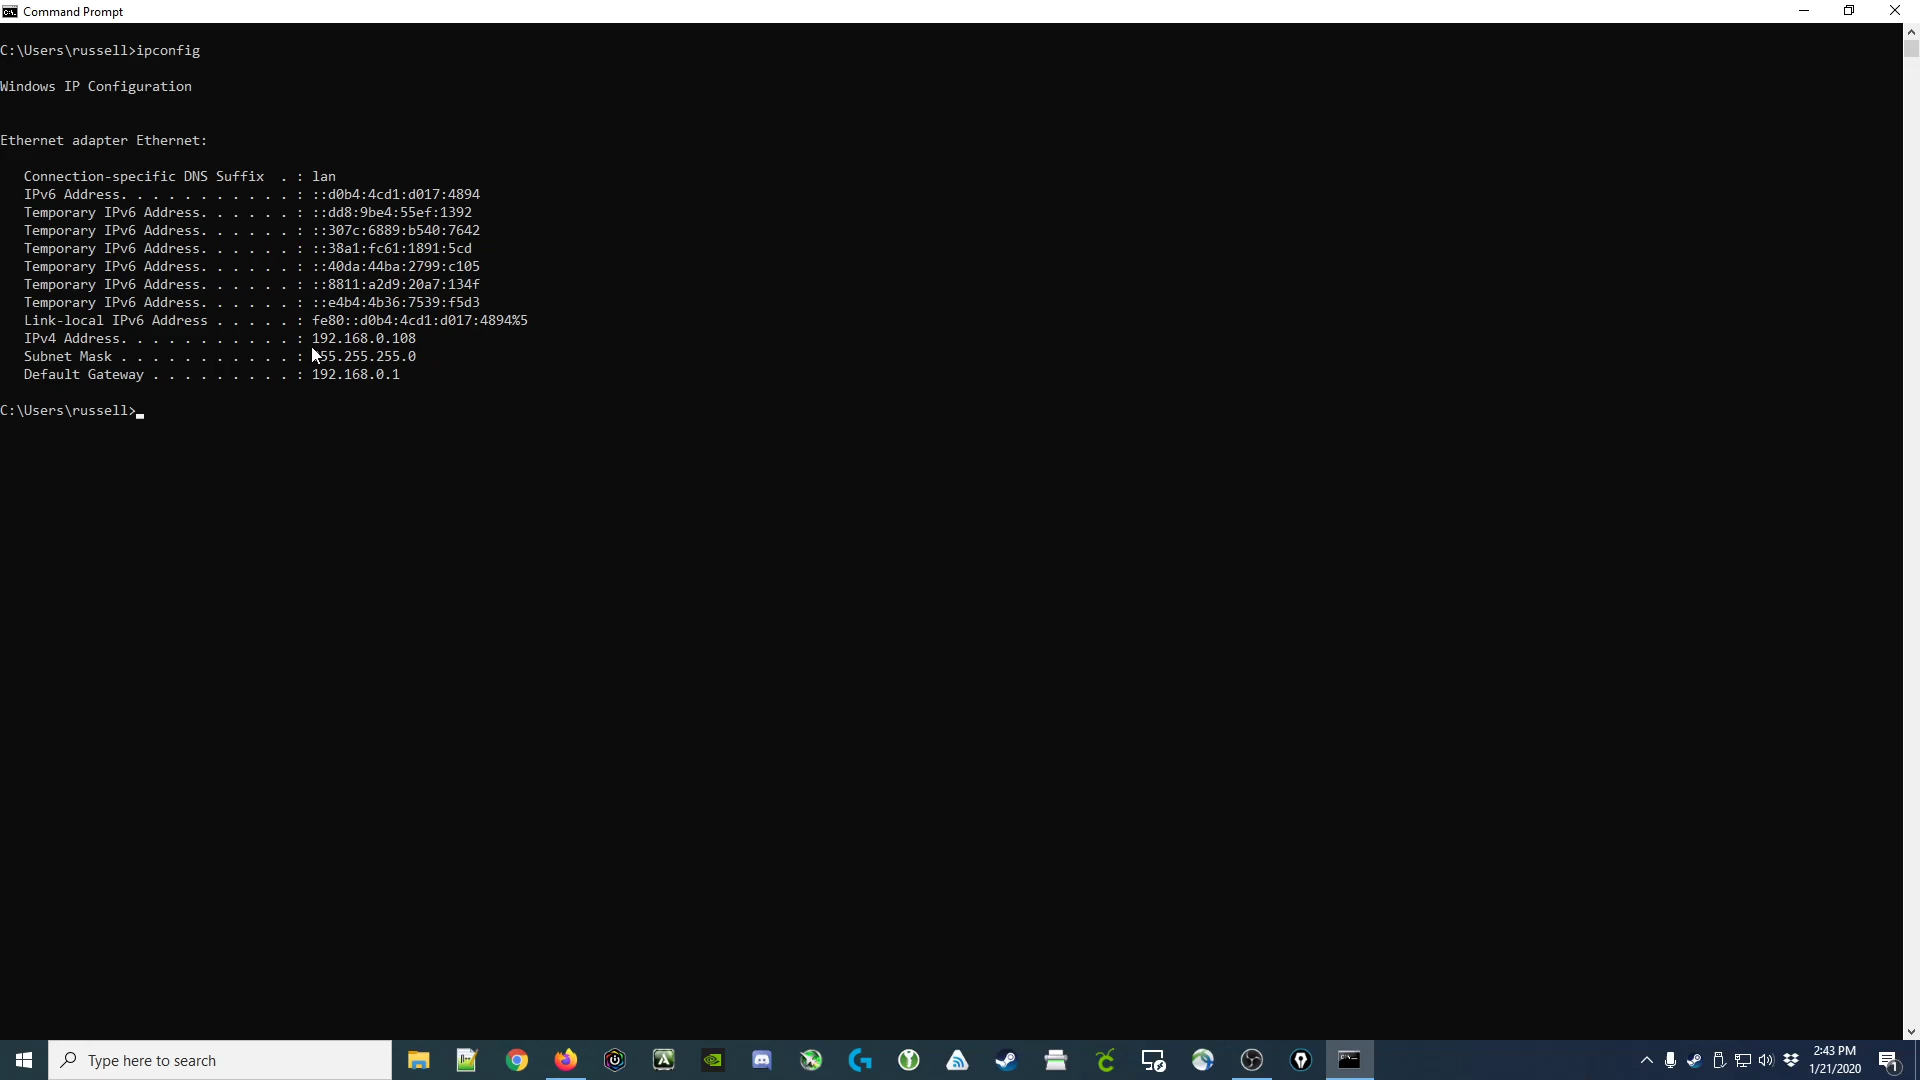 Command Prompt
C:\Users\russell>ipconfig
Windows IP Configuration
Ethernet adapter Ethernet:
Connection-specific DNS Suffix  . : lan
IPv6 Address. . . . . . . . . . . : ::d0b4:4cd1:d017:4894
Temporary IPv6 Address. . . . . . : ::dd8:9be4:55ef:1392
Temporary IPv6 Address. . . . . . : ::307c:6889:b540:7642
Temporary IPv6 Address. . . . . . : ::38a1:fc61:1891:5cd
Temporary IPv6 Address. . . . . . : ::40da:44ba:2799:c105
Temporary IPv6 Address. . . . . . : ::8811:a2d9:20a7:134f
Temporary IPv6 Address. . . . . . : ::e4b4:4b36:7539:f5d3
Link-local IPv6 Address . . . . . : fe80::d0b4:4cd1:d017:4894%5
IPv4 Address. . . . . . . . . . . : 192.168.0.108
Subnet Mask . . . . . . . . . . . : 55.255.255.0
Default Gateway . . . . . . . . . : 192.168.0.1
C:\Users\russell>
Type here to search
2:43 PM
1/21/2020
1